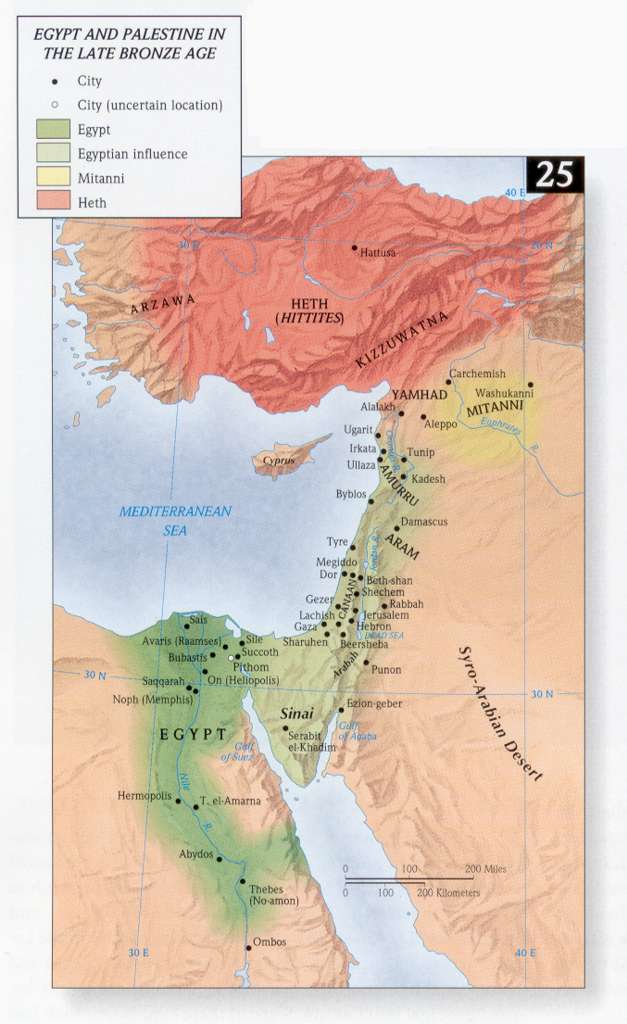 EGYPT AND PALESTINE IN
THE LATE BRONZE AGE
City
City (uncertain location)
Egypt
Egyptian influence
Mitanni
Heth
25
40 E
30 E
40 N
Hattusa
ARZAWA
HETH
(HITTITES)
KIZZUWATNA
Carchemish
Washukanni
YAMHAD
MITANNI
Alalakh
Aleppo
Euphrates R.
Ugarit
Orontes R.
Irkata
Tunip
Cyprus
Ullaza
Kadesh
AMURRU
Byblos
MEDITERRANEAN
SEA
Damascus
ARAM
Tyre
Jordan R.
Megiddo
Dor
Beth-shan
Shechem
CANAAN
Gezer
Rabbah
Lachish
Jerusalem
Gaza
Hebron
DEAD SEA
Sharuhen
Beersheba
Arabah
Punon
Sais
Avaris (Raamses)
Sile
Succoth
Bubastis
Pithom
On (Heliopolis)
Saqqarah
Noph (Memphis)
30 N
30 N
Syro-Arabian Desert
Sinai
Ezion-geber
Serabit
el-Khadim
Gulf
of Aqaba
EGYPT
Gulf
of Suez
Nile
R.
Hermopolis
T. el-Amarna
Abydos
Thebes
(No-amon)
Ombos
0 100 200 Miles
0 100 200 Kilometers
30 E
40 E